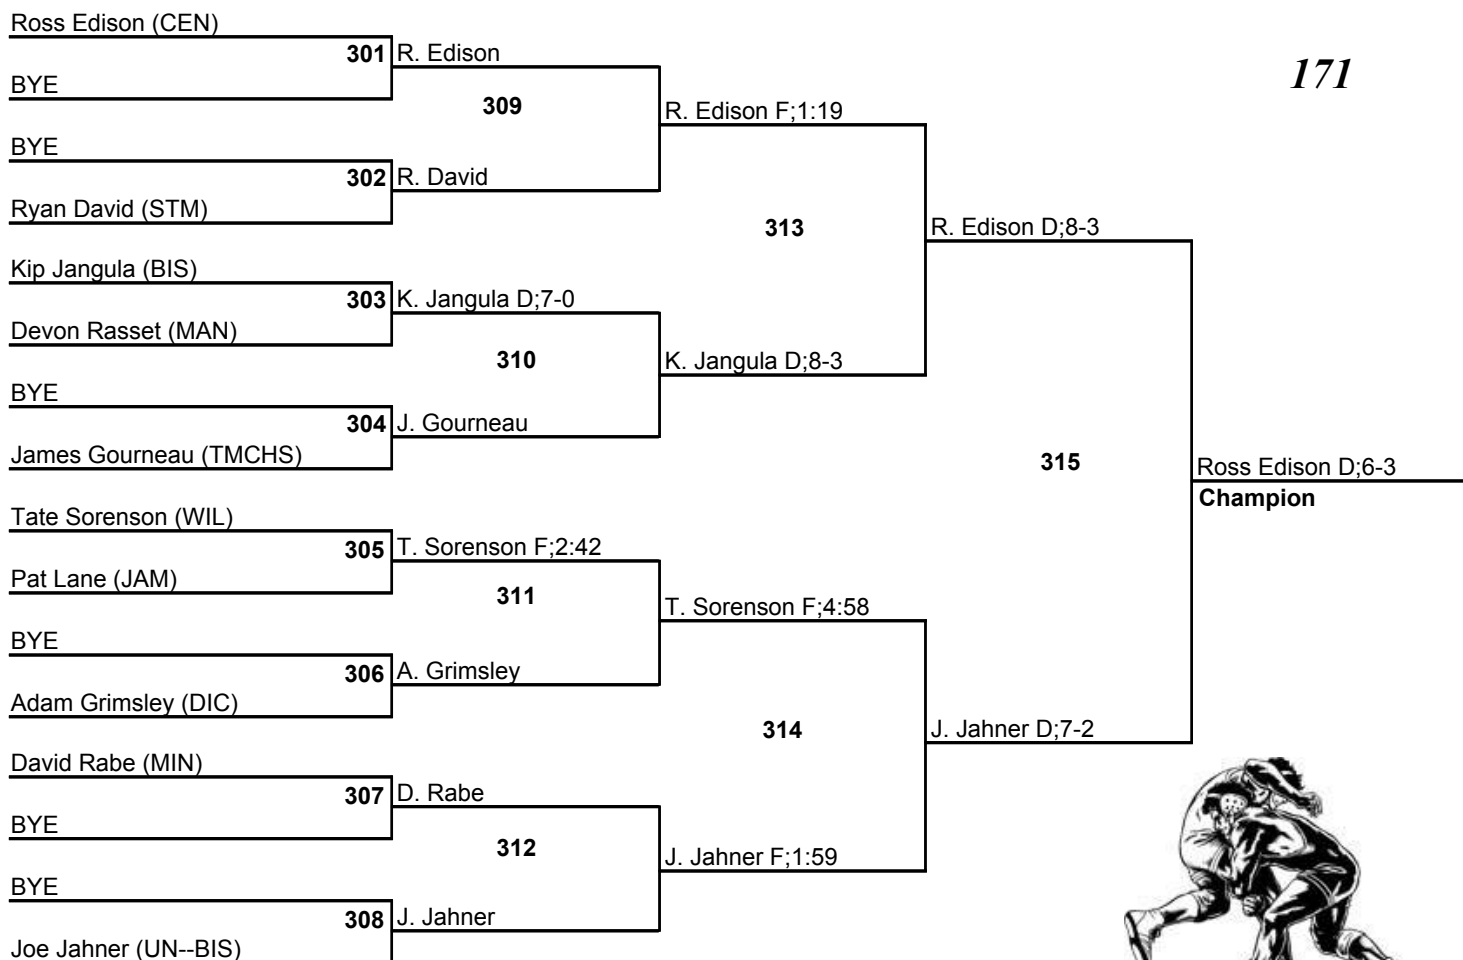 Ross Edison (CEN)
301 R. Edison
BYE
309
R. Edison F;1:19
BYE
302 R. David
Ryan David (STM)
313
R. Edison D;8-3
Kip Jangula (BIS)
303 K. Jangula D;7-0
Devon Rasset (MAN)
310
K. Jangula D;8-3
BYE
304 J. Gourneau
James Gourneau (TMCHS)
315
Ross Edison D;6-3
Champion
Tate Sorenson (WIL)
305 T. Sorenson F;2:42
Pat Lane (JAM)
311
T. Sorenson F;4:58
BYE
306 A. Grimsley
Adam Grimsley (DIC)
314
J. Jahner D;7-2
David Rabe (MIN)
307 D. Rabe
BYE
312
J. Jahner F;1:59
BYE
308 J. Jahner
Joe Jahner (UN--BIS)
171